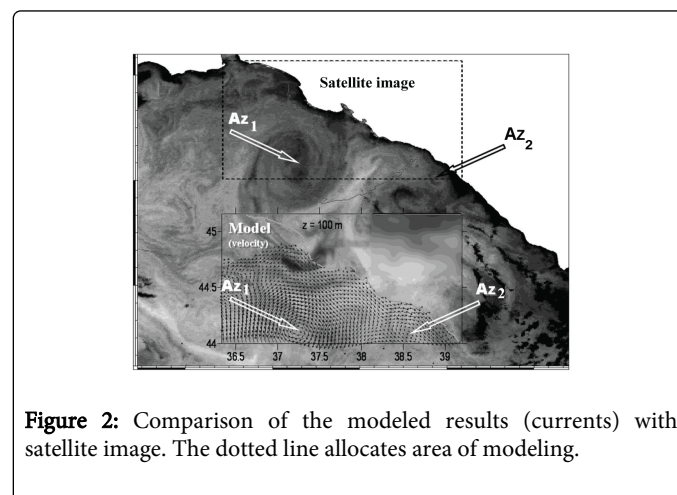 Satellite image
Az1
Az2
Model
(velocity)
z = 100 m
45
44.5
44
Az1
Az2
36.5 37 37.5 38 38.5 39
Figure 2: Comparison of the modeled results (currents) with
satellite image. The dotted line allocates area of modeling.